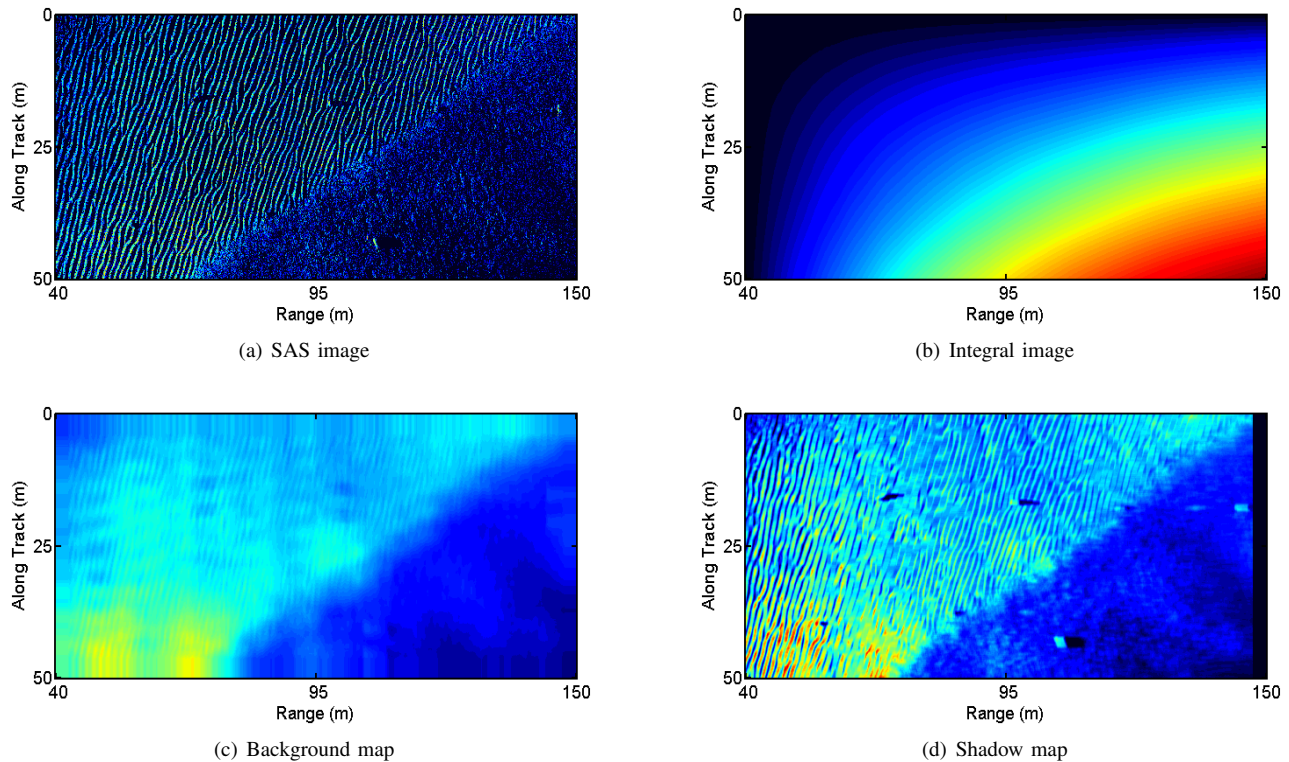 0
25
50
Along Track (m)
40
95
150
Range (m)
(a) SAS image
0
25
50
Along Track (m)
40
95
150
Range (m)
(b) Integral image
0
25
50
Along Track (m)
40
95
150
Range (m)
(c) Background map
0
25
50
Along Track (m)
40
95
150
Range (m)
(d) Shadow map